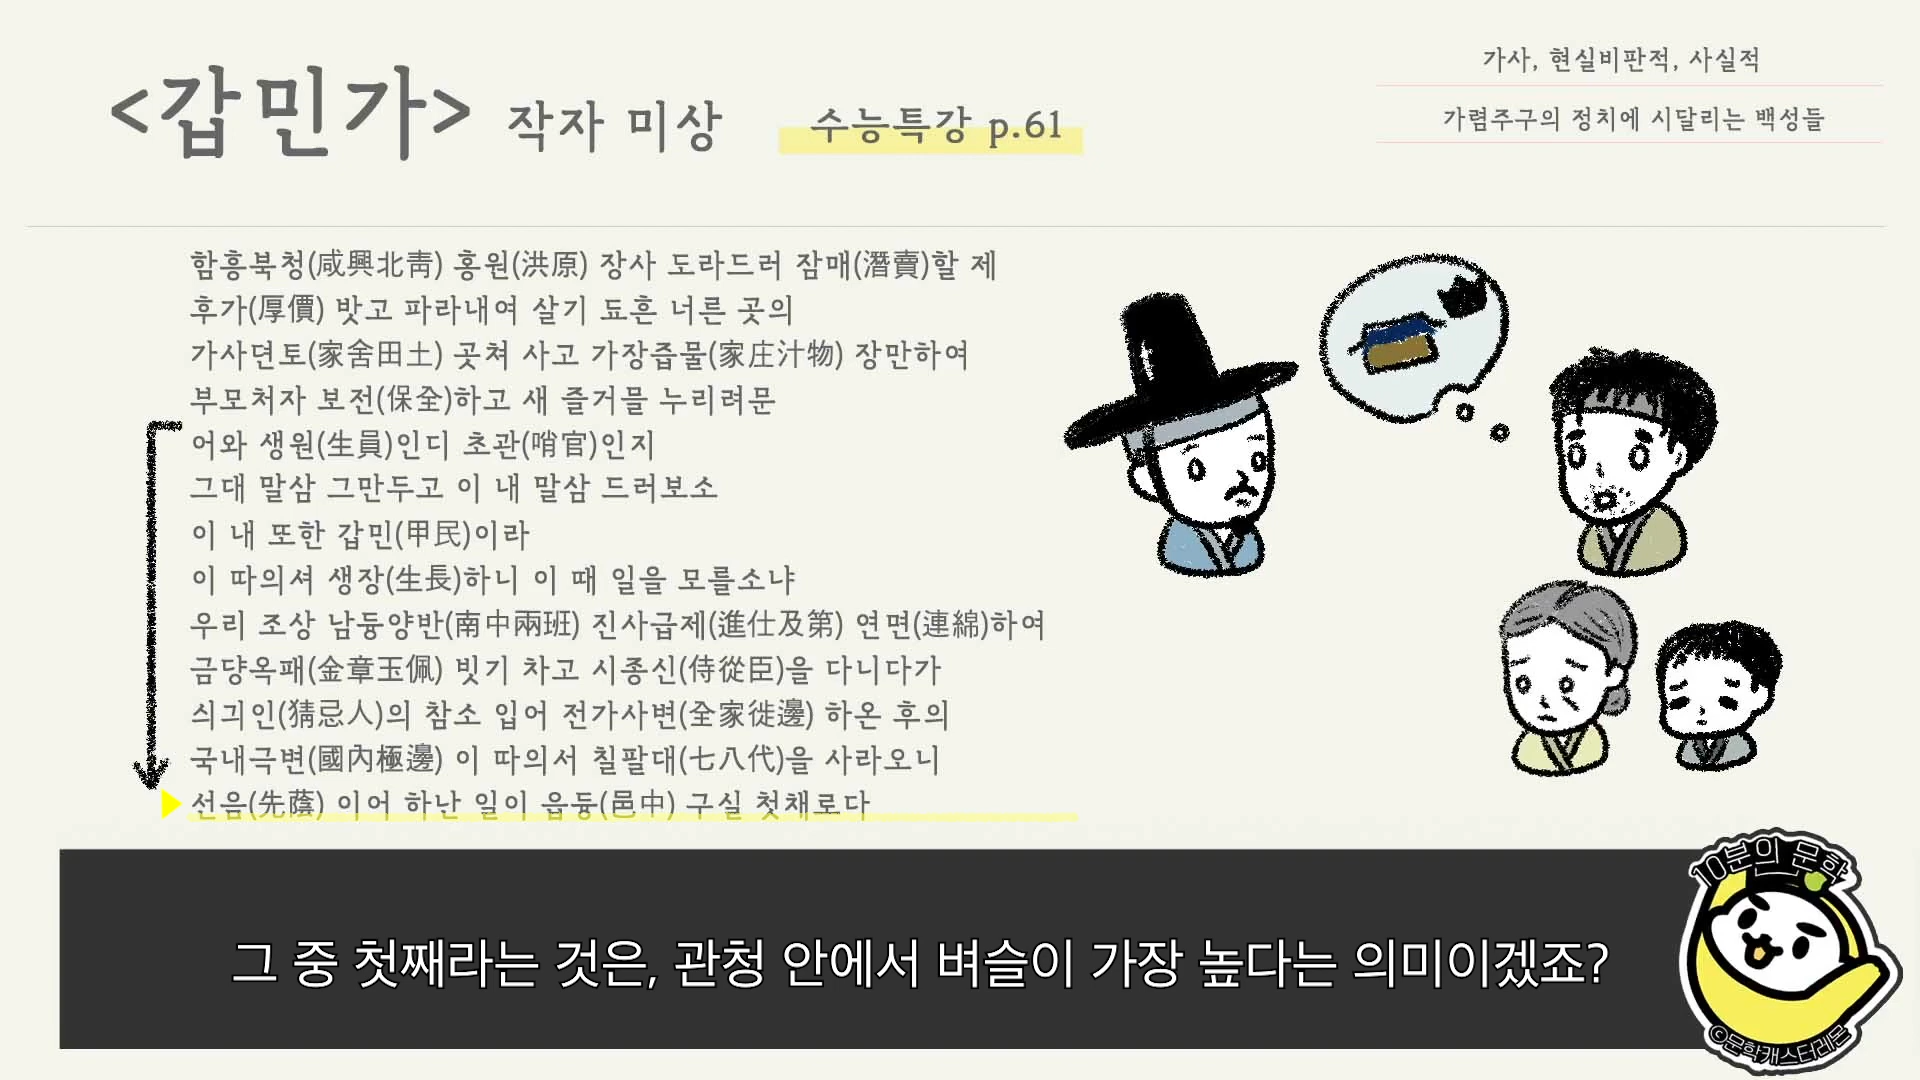 <갑민가> 작자 미상 수능특강 p.61
가사, 현실비판적, 사실적
가렴주구의 정치에 시달리는 백성들
함흥북청(咸興北靑) 홍원(洪原) 장사 도라드러 잠매(潛賣)할 제
후가(厚價) 밧고 파라내여 살기 됴흔 너른 곳의
가사뎐토(家舍田土) 곳쳐 사고 가장즙물(家庄汁物) 장만하여
부모처자 보전(保全)하고 새 즐거믈 누리려문
어와 생원(生員)인디 초관(哨官)인지
그대 말삼 그만두고 이 내 말삼 드러보소
이 내 또한 갑민(甲民)이라
이 따의셔 생장(生長)하니 이 때 일을 모를소냐
우리 조상 남듕양반(南中兩班) 진사급제(進仕及第) 연면(連綿)하여
금댱옥패(金章玉佩) 빗기 차고 시종신(侍從臣)을 다니다가
싀긔인(猜忌人)의 참소 입어 전가사변(全家徙邊) 하온 후의
국내극변(國內極邊) 이 따의서 칠팔대(七八代)을 사라오니
선음(先蔭) 이어 하난 일이 읍듕(邑中) 구실 첫채로다
그 중 첫째라는 것은, 관청 안에서 벼슬이 가장 높다는 의미이겠죠?
10분의 문학
©문학캐스터레몬